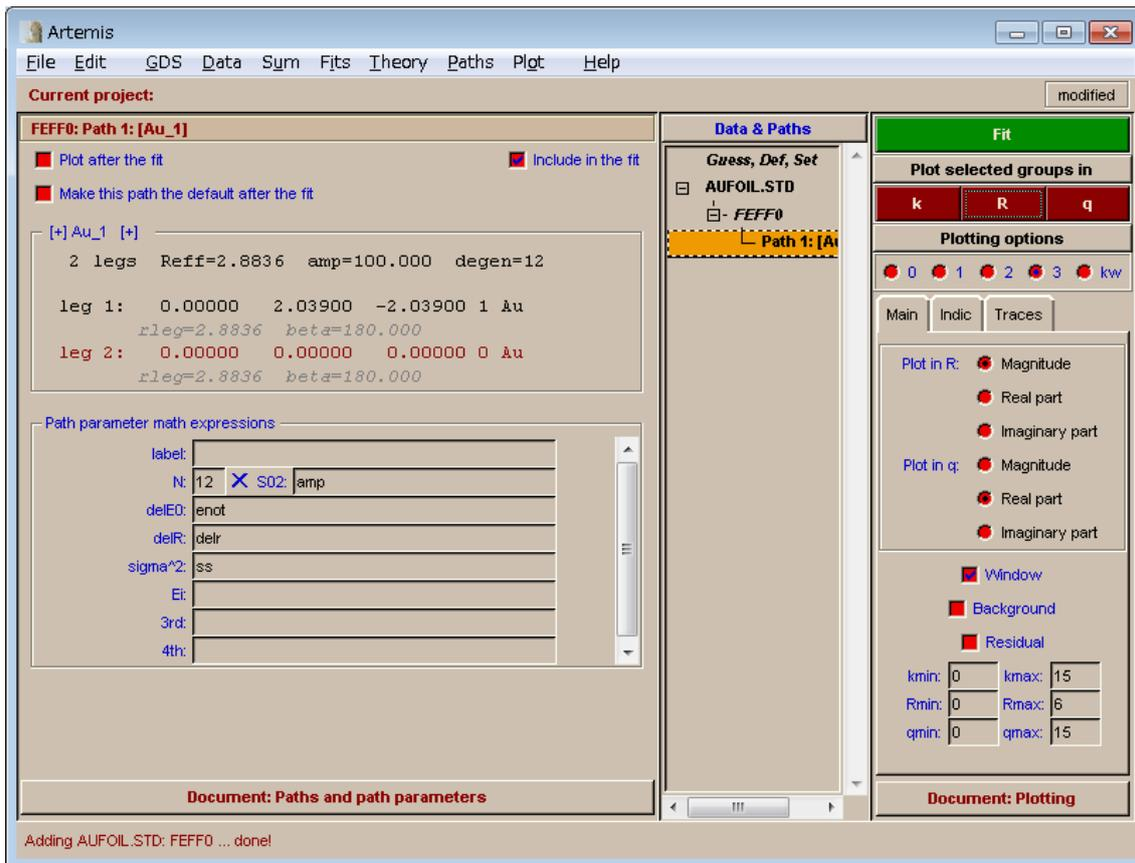 Artemis
File Edit GDS Data Sum Fits Theory Paths Plot Help
Current project:
modified
FEFF0: Path 1: [Au_1]
Plot after the fit
Include in the fit
Make this path the default after the fit
[+] Au_1 [+]
2 legs Reff=2.8836 amp=100.000 degen=12
leg 1: 0.00000 2.03900 -2.03900 1 Au
rleg=2.8836 beta=180.000
leg 2: 0.00000 0.00000 0.00000 0 Au
rleg=2.8836 beta=180.000
Path parameter math expressions
label:
N: 12 X S02: amp
delE0: enot
delR: delr
sigma^2: ss
Ei:
3rd:
4th:
Document: Paths and path parameters
Data & Paths
Guess, Def, Set
AUFOIL.STD
FEFF0
Path 1: [Au
Fit
Plot selected groups in
k R q
Plotting options
0 1 2 3 kw
Main Indic Traces
Plot in R: Magnitude
Real part
Imaginary part
Plot in q: Magnitude
Real part
Imaginary part
Window
Background
Residual
kmin: 0 kmax: 15
Rmin: 0 Rmax: 6
qmin: 0 qmax: 15
Document: Plotting
Adding AUFOIL.STD: FEFF0 ... done!